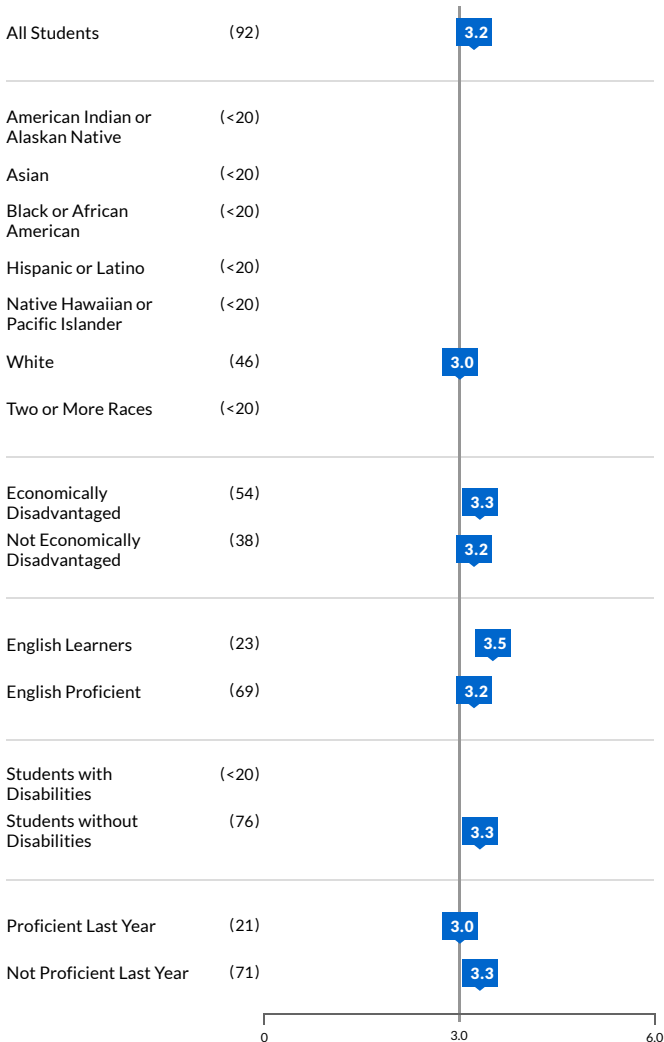 All Students (92) 3.2
American Indian or (<20)
Alaskan Native
Asian (<20)
Black or African (<20)
American
Hispanic or Latino (<20)
Native Hawaiian or (<20)
Pacific Islander
White (46) 3.0
Two or More Races (<20)
Economically (54) 3.3
Disadvantaged
Not Economically (38) 3.2
Disadvantaged
English Learners (23) 3.5
English Proficient (69) 3.2
Students with (<20)
Disabilities
Students without (76) 3.3
Disabilities
Proficient Last Year (21) 3.0
Not Proficient Last Year (71) 3.3
0 3.0 6.0